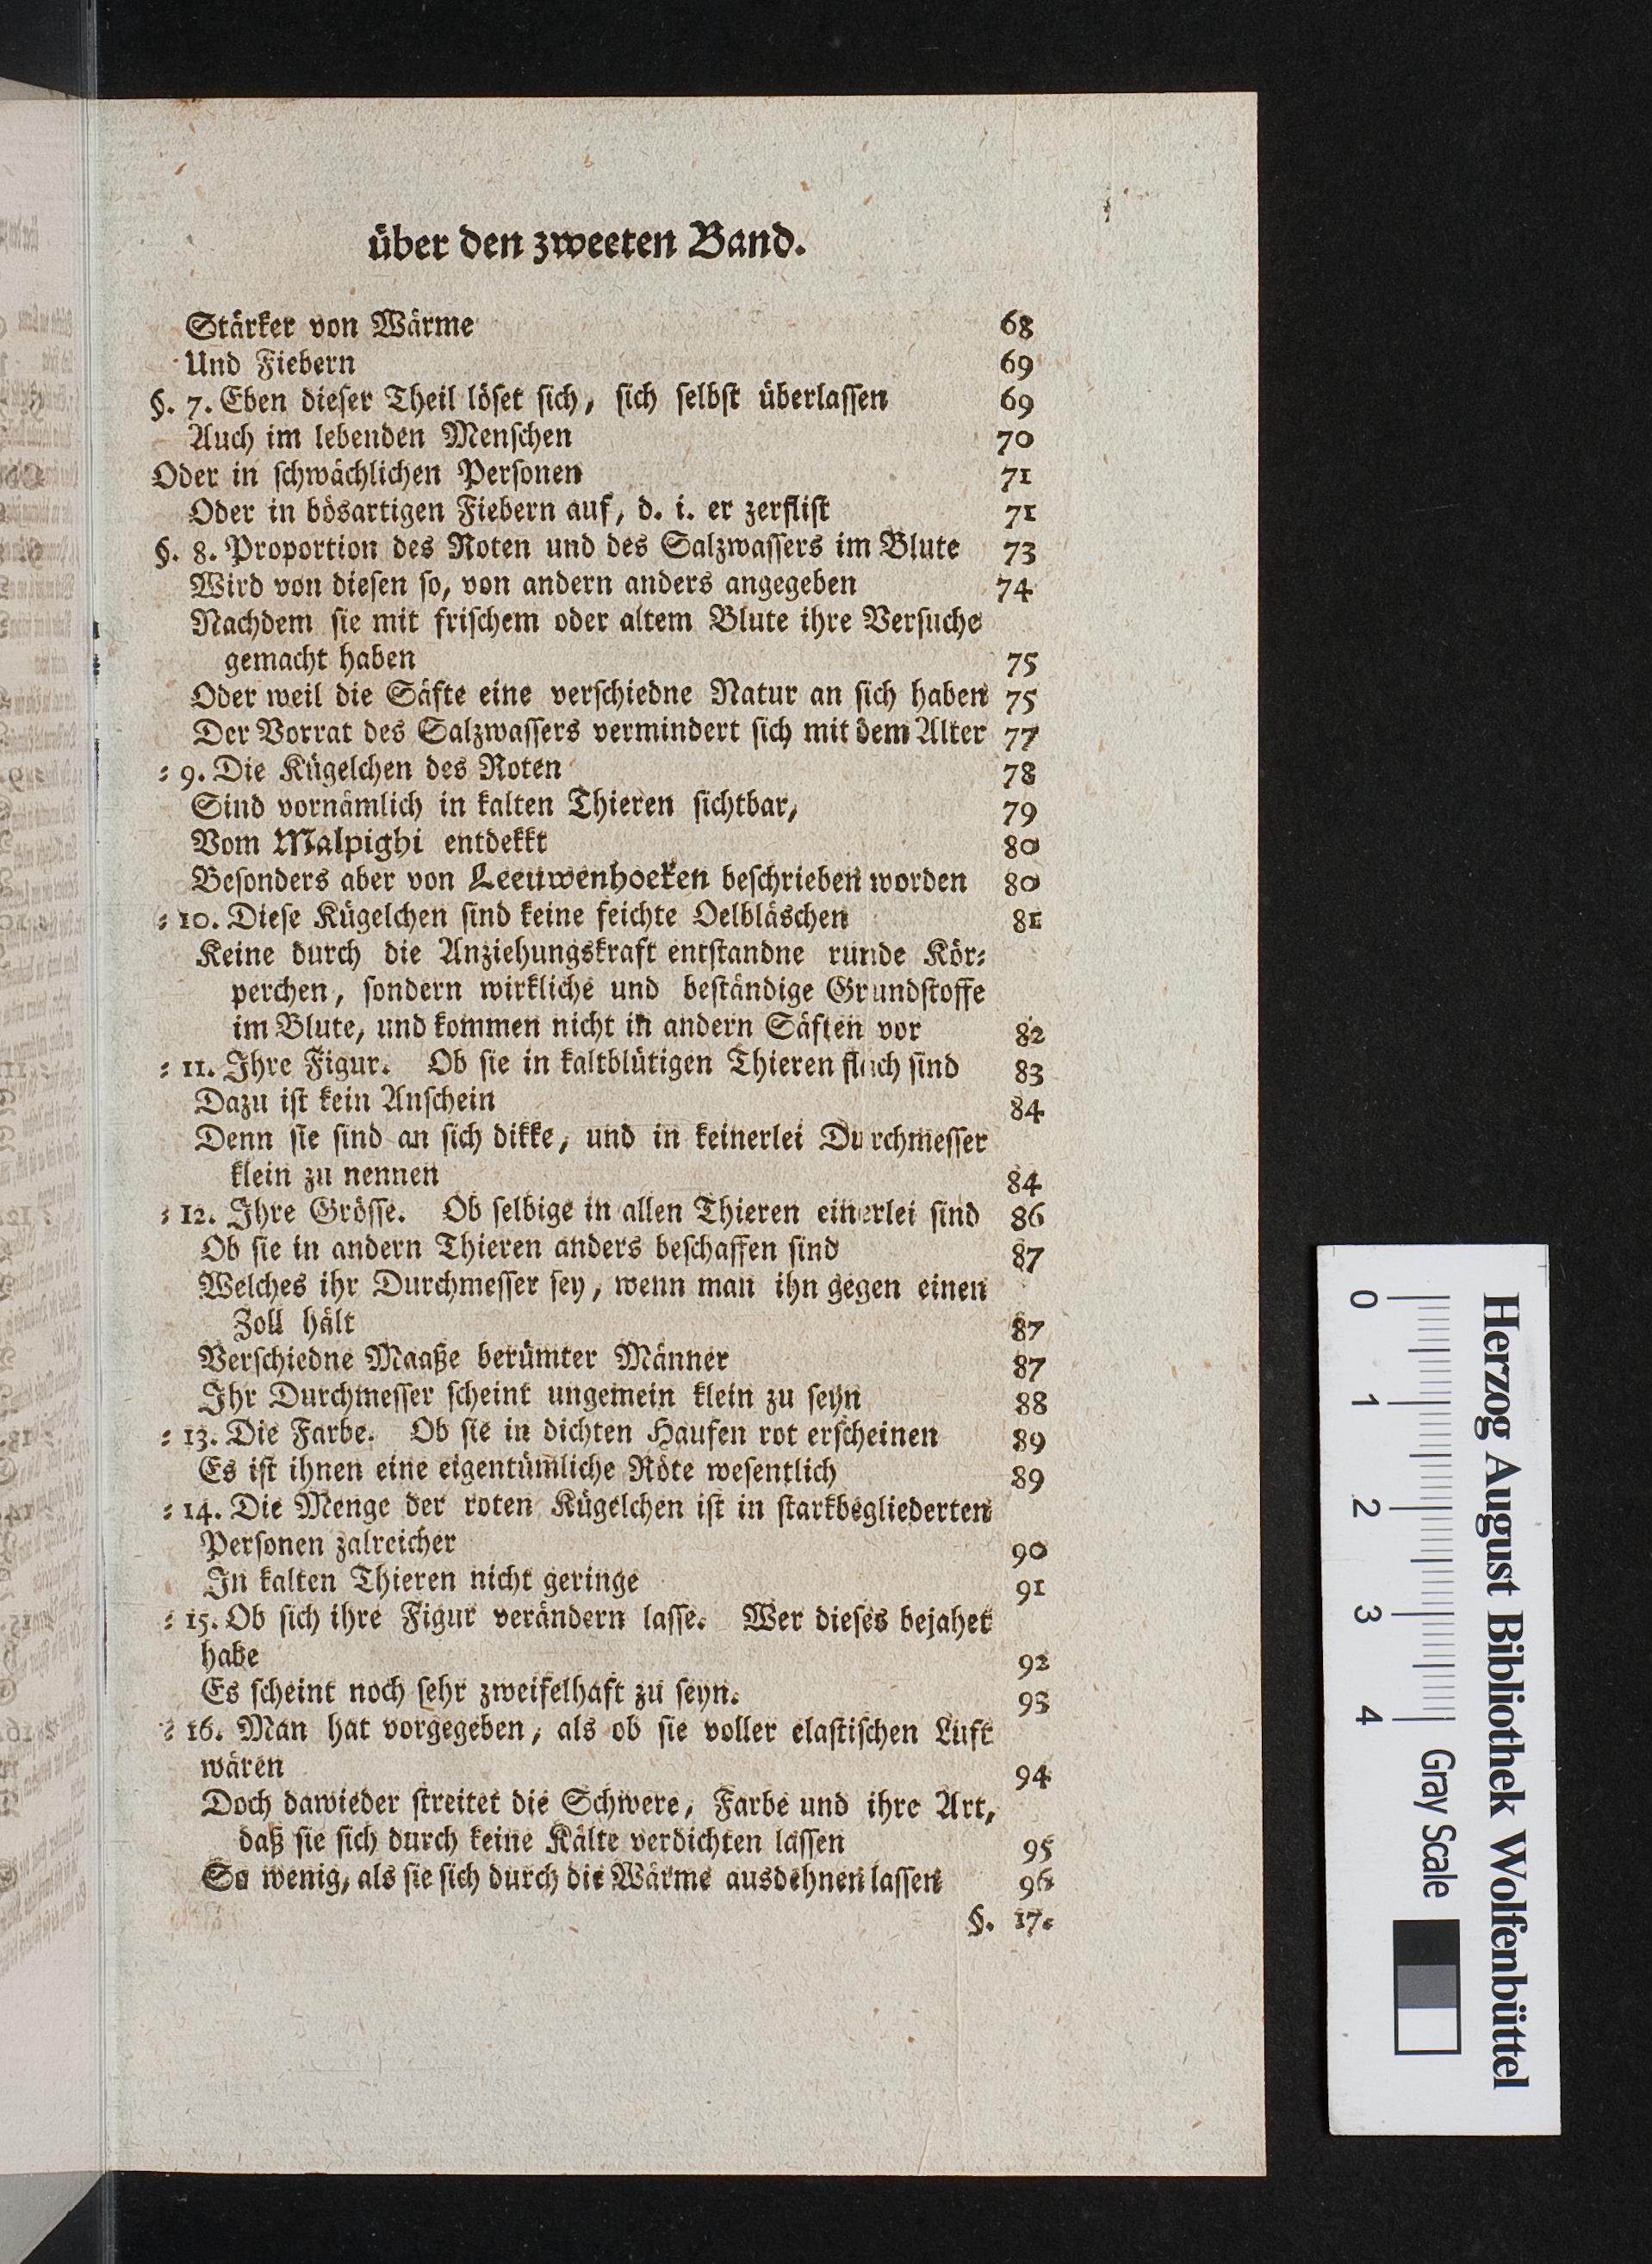 über den zweeten Band.
Stärker von Wärme 68
Und Fiebern 69
§. 7. Eben dieser Theil löset sich, sich selbst überlassen 69
Auch im lebenden Menschen 70
Oder in schwächlichen Personen 71
Oder in bösartigen Fiebern auf, d. i. er zerflist 71
§. 8. Proportion des Roten und des Salzwassers im Blute 73
Wird von diesen so, von andern anders angegeben 74
Nachdem sie mit frischem oder altem Blute ihre Versuche
gemacht haben 75
Oder weil die Säfte eine verschiedne Natur an sich haben 75
Der Vorrat des Salzwassers vermindert sich mit dem Alter 77
⸗ 9. Die Kügelchen des Roten 78
Sind vornämlich in kalten Thieren sichtbar, 79
Vom Malpighi entdekkt 80
Besonders aber von Leeuwenhoeken beschrieben worden 80
⸗ 10. Diese Kügelchen sind keine feichte Oelbläschen 81
Keine durch die Anziehungskraft entstandne runde Kör⸗
perchen, sondern wirkliche und beständige Grundstoffe
im Blute, und kommen nicht in andern Säften vor 82
⸗ 11. Ihre Figur. Ob sie in kaltblütigen Thieren flach sind 83
Dazu ist kein Anschein 84
Denn sie sind an sich dikke, und in keinerlei Durchmesser
klein zu nennen 84
⸗ 12. Ihre Grösse. Ob selbige in allen Thieren einerlei sind 86
Ob sie in andern Thieren anders beschaffen sind 87
Welches ihr Durchmesser sey, wenn man ihn gegen einen
Zoll hält 87
Verschiedne Maaße berümter Männer 87
Ihr Durchmesser scheint ungemein klein zu seyn 88
⸗ 13. Die Farbe. Ob sie in dichten Haufen rot erscheinen 89
Es ist ihnen eine eigentümliche Röte wesentlich 89
⸗ 14. Die Menge der roten Kügelchen ist in starkbegliederten
Personen zalreicher 90
In kalten Thieren nicht geringe 91
⸗ 15. Ob sich ihre Figur verändern lasse. Wer dieses bejahet
habe 92
Es scheint noch sehr zweifelhaft zu seyn. 93
⸗ 16. Man hat vorgegeben, als ob sie voller elastischen Luft
wären 94
Doch dawieder streitet die Schwere, Farbe und ihre Art,
daß sie sich durch keine Kälte verdichten lassen 95
So wenig, als sie sich durch die Wärme ausdehnen lassen 96
§. 17.
Herzog August Bibliothek Wolfenbüttel
0 1 2 3 4 Gray Scale